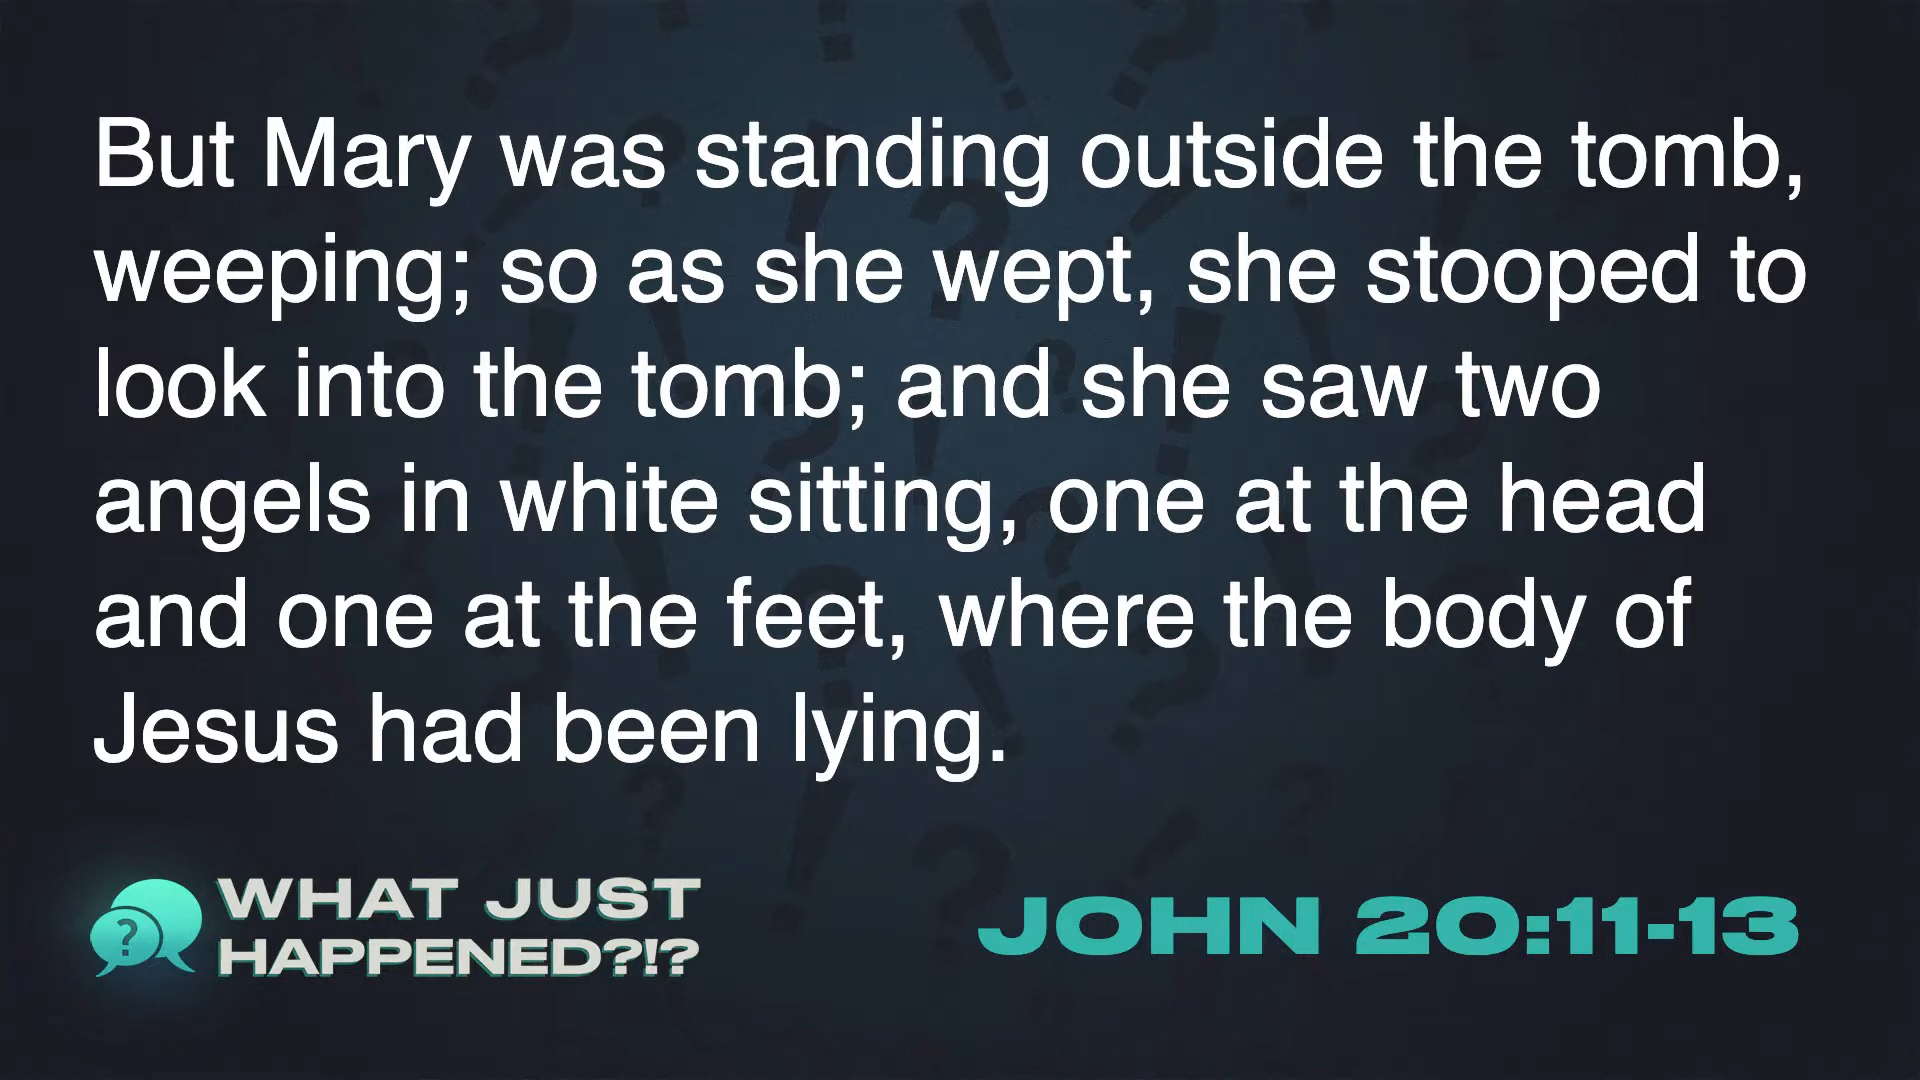 But Mary was standing outside the tomb,
weeping; so as she wept, she stooped to
look into the tomb; and she saw two
angels in white sitting, one at the head
and one at the feet, where the body of
Jesus had been lying.
?
WHAT JUST
HAPPENED?!?
JOHN 20:11-13